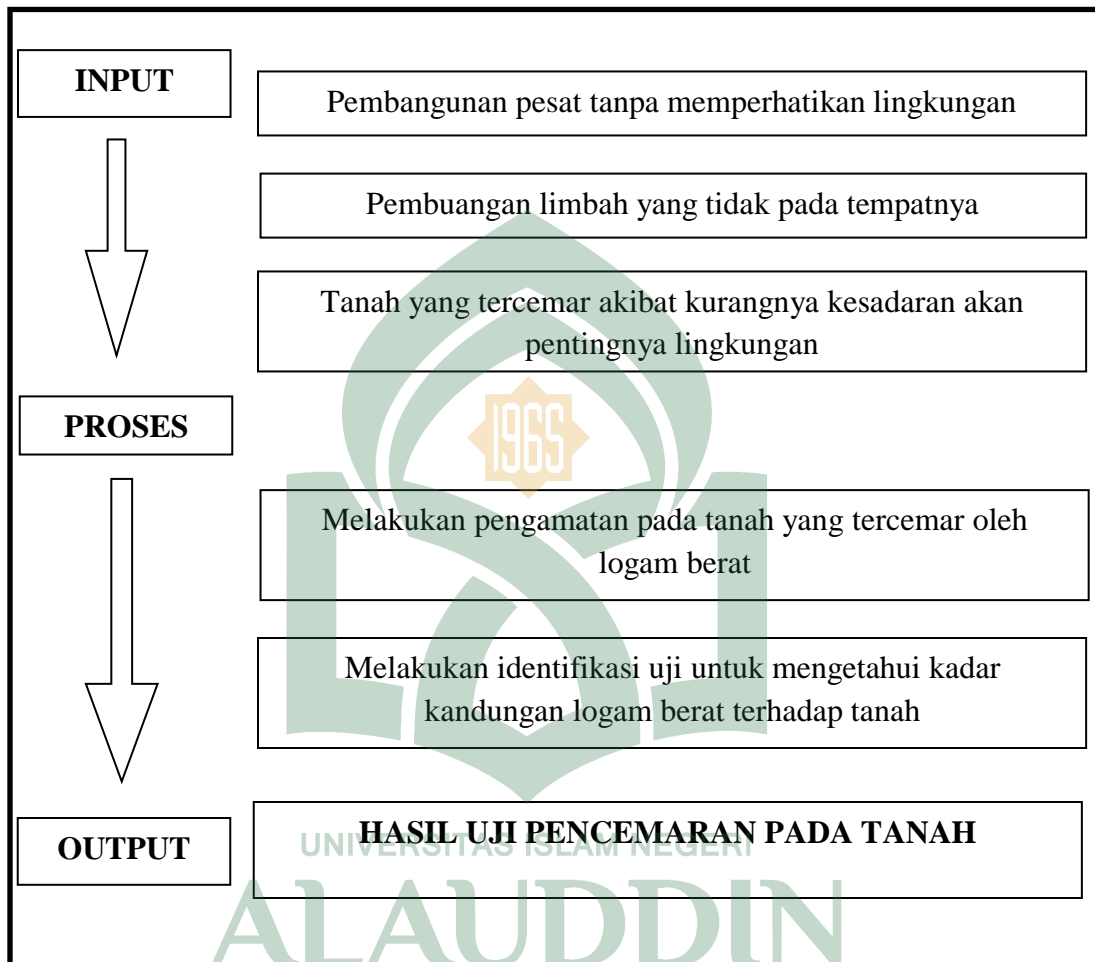 INPUT
Pembangunan pesat tanpa memperhatikan lingkungan
Pembuangan limbah yang tidak pada tempatnya
Tanah yang tercemar akibat kurangnya kesadaran akan
pentingnya lingkungan
1965
PROSES
Melakukan pengamatan pada tanah yang tercemar oleh
logam berat
Melakukan identifikasi uji untuk mengetahui kadar
kandungan logam berat terhadap tanah
OUTPUT
HASIL UJI PENCEMARAN PADA TANAH
UNIVERSITAS ISLAM NEGERI
ALAUDDIN